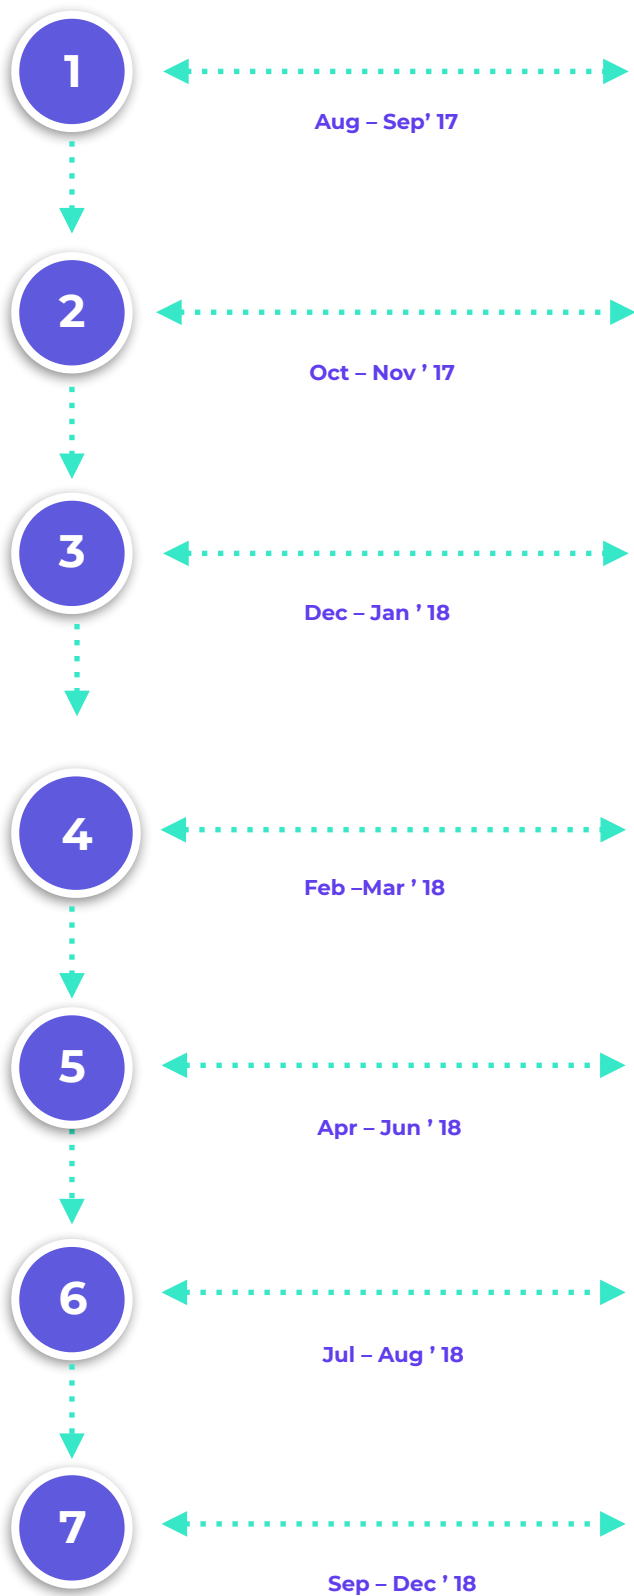 1
Aug – Sep’ 17
2
Oct – Nov ’ 17
3
Dec – Jan ’ 18
4
Feb –Mar ’ 18
5
Apr – Jun ’ 18
6
Jul – Aug ’ 18
7
Sep – Dec ’ 18